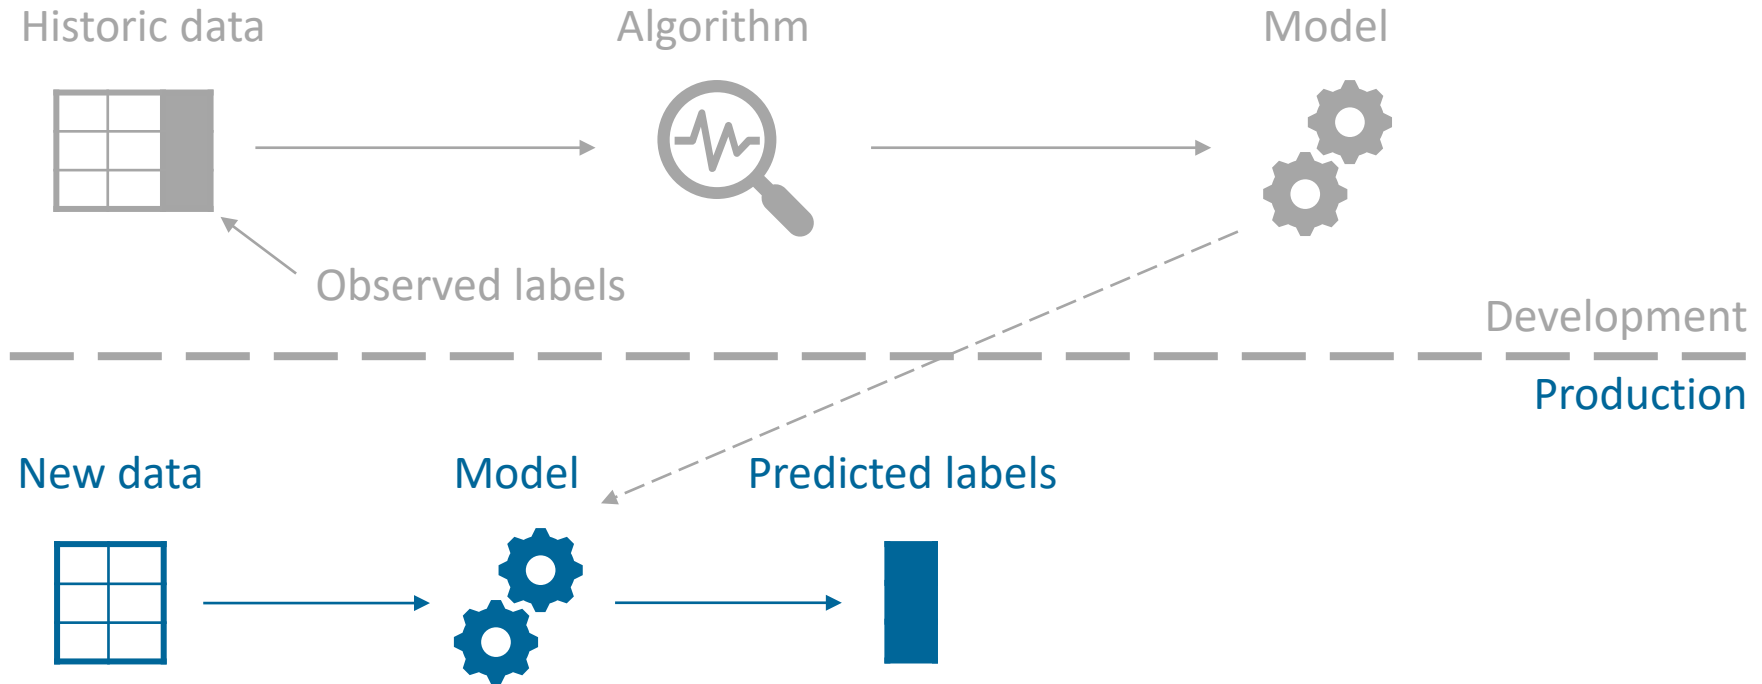 Historic data
Algorithm
Model
Observed labels
Development
Production
New data
Model
Predicted labels